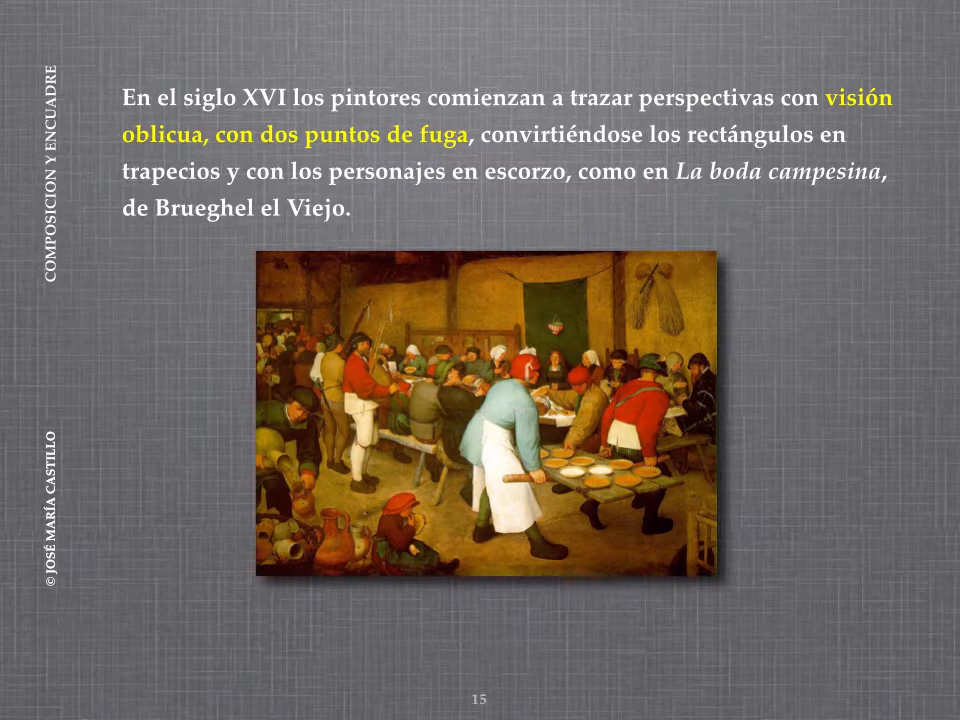 COMPOSICION Y ENCUADRE
En el siglo XVI los pintores comienzan a trazar perspectivas con visión
oblicua, con dos puntos de fuga, convirtiéndose los rectángulos en
trapecios y con los personajes en escorzo, como en La boda campesina,
de Brueghel el Viejo.
© JOSÉ MARÍA CASTILLO
15